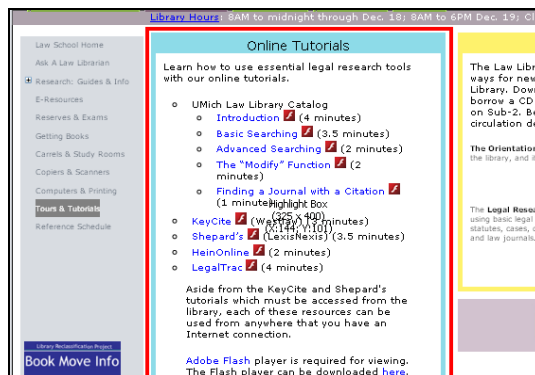 Library Hours: 8AM to midnight through Dec. 18; 8AM to 6PM Dec. 19; Cl
Law School Home
Ask A Law Librarian
Research: Guides & Info
E-Resources
Reserves & Exams
Getting Books
Carrels & Study Rooms
Copiers & Scanners
Computers & Printing
Tours & Tutorials
Reference Schedule
Library Reclassification Project
Book Move Info
Online Tutorials
Learn how to use essential legal research tools
with our online tutorials.
UMich Law Library Catalog
Introduction (4 minutes)
Basic Searching (3.5 minutes)
Advanced Searching (2 minutes)
The "Modify" Function (2
minutes)
Finding a Journal with a Citation
(1 minute)
Highlight Box
(325 x 400)
(X:144; Y:101)
KeyCite (Westlaw) (3 minutes)
Shepard's (LexisNexis) (3.5 minutes)
HeinOnline (2 minutes)
LegalTrac (4 minutes)
Aside from the KeyCite and Shepard's
tutorials which must be accessed from the
library, each of these resources can be
used from anywhere that you have an
Internet connection.
Adobe Flash player is required for viewing.
The Flash player can be downloaded here.
The Law Libr
ways for new
Library. Dow
borrow a CD
on Sub-2. Be
circulation de
The Orientatio
the library, and i
The Legal Resea
using basic legal
statutes, cases, c
and law journals.